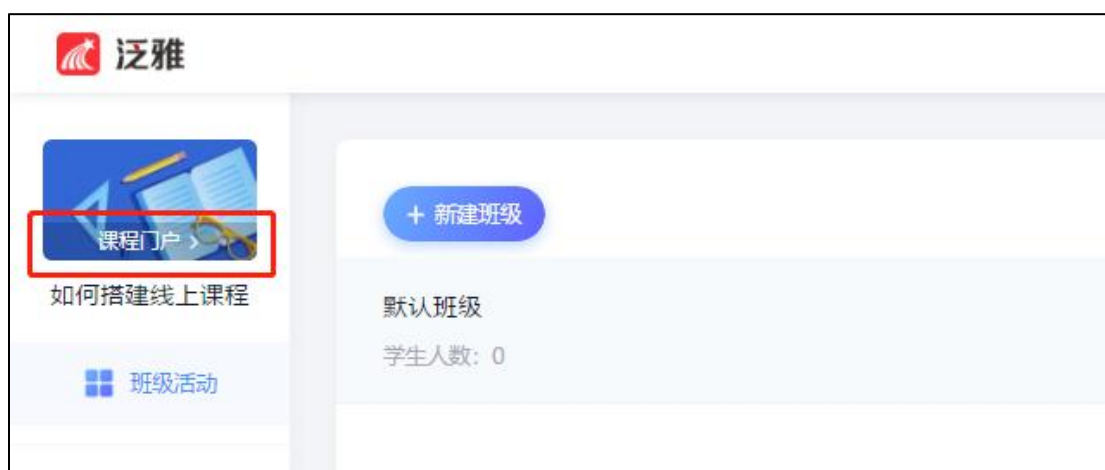 泛雅
课程门户 >
如何搭建线上课程
班级活动
+ 新建班级
默认班级
学生人数：0